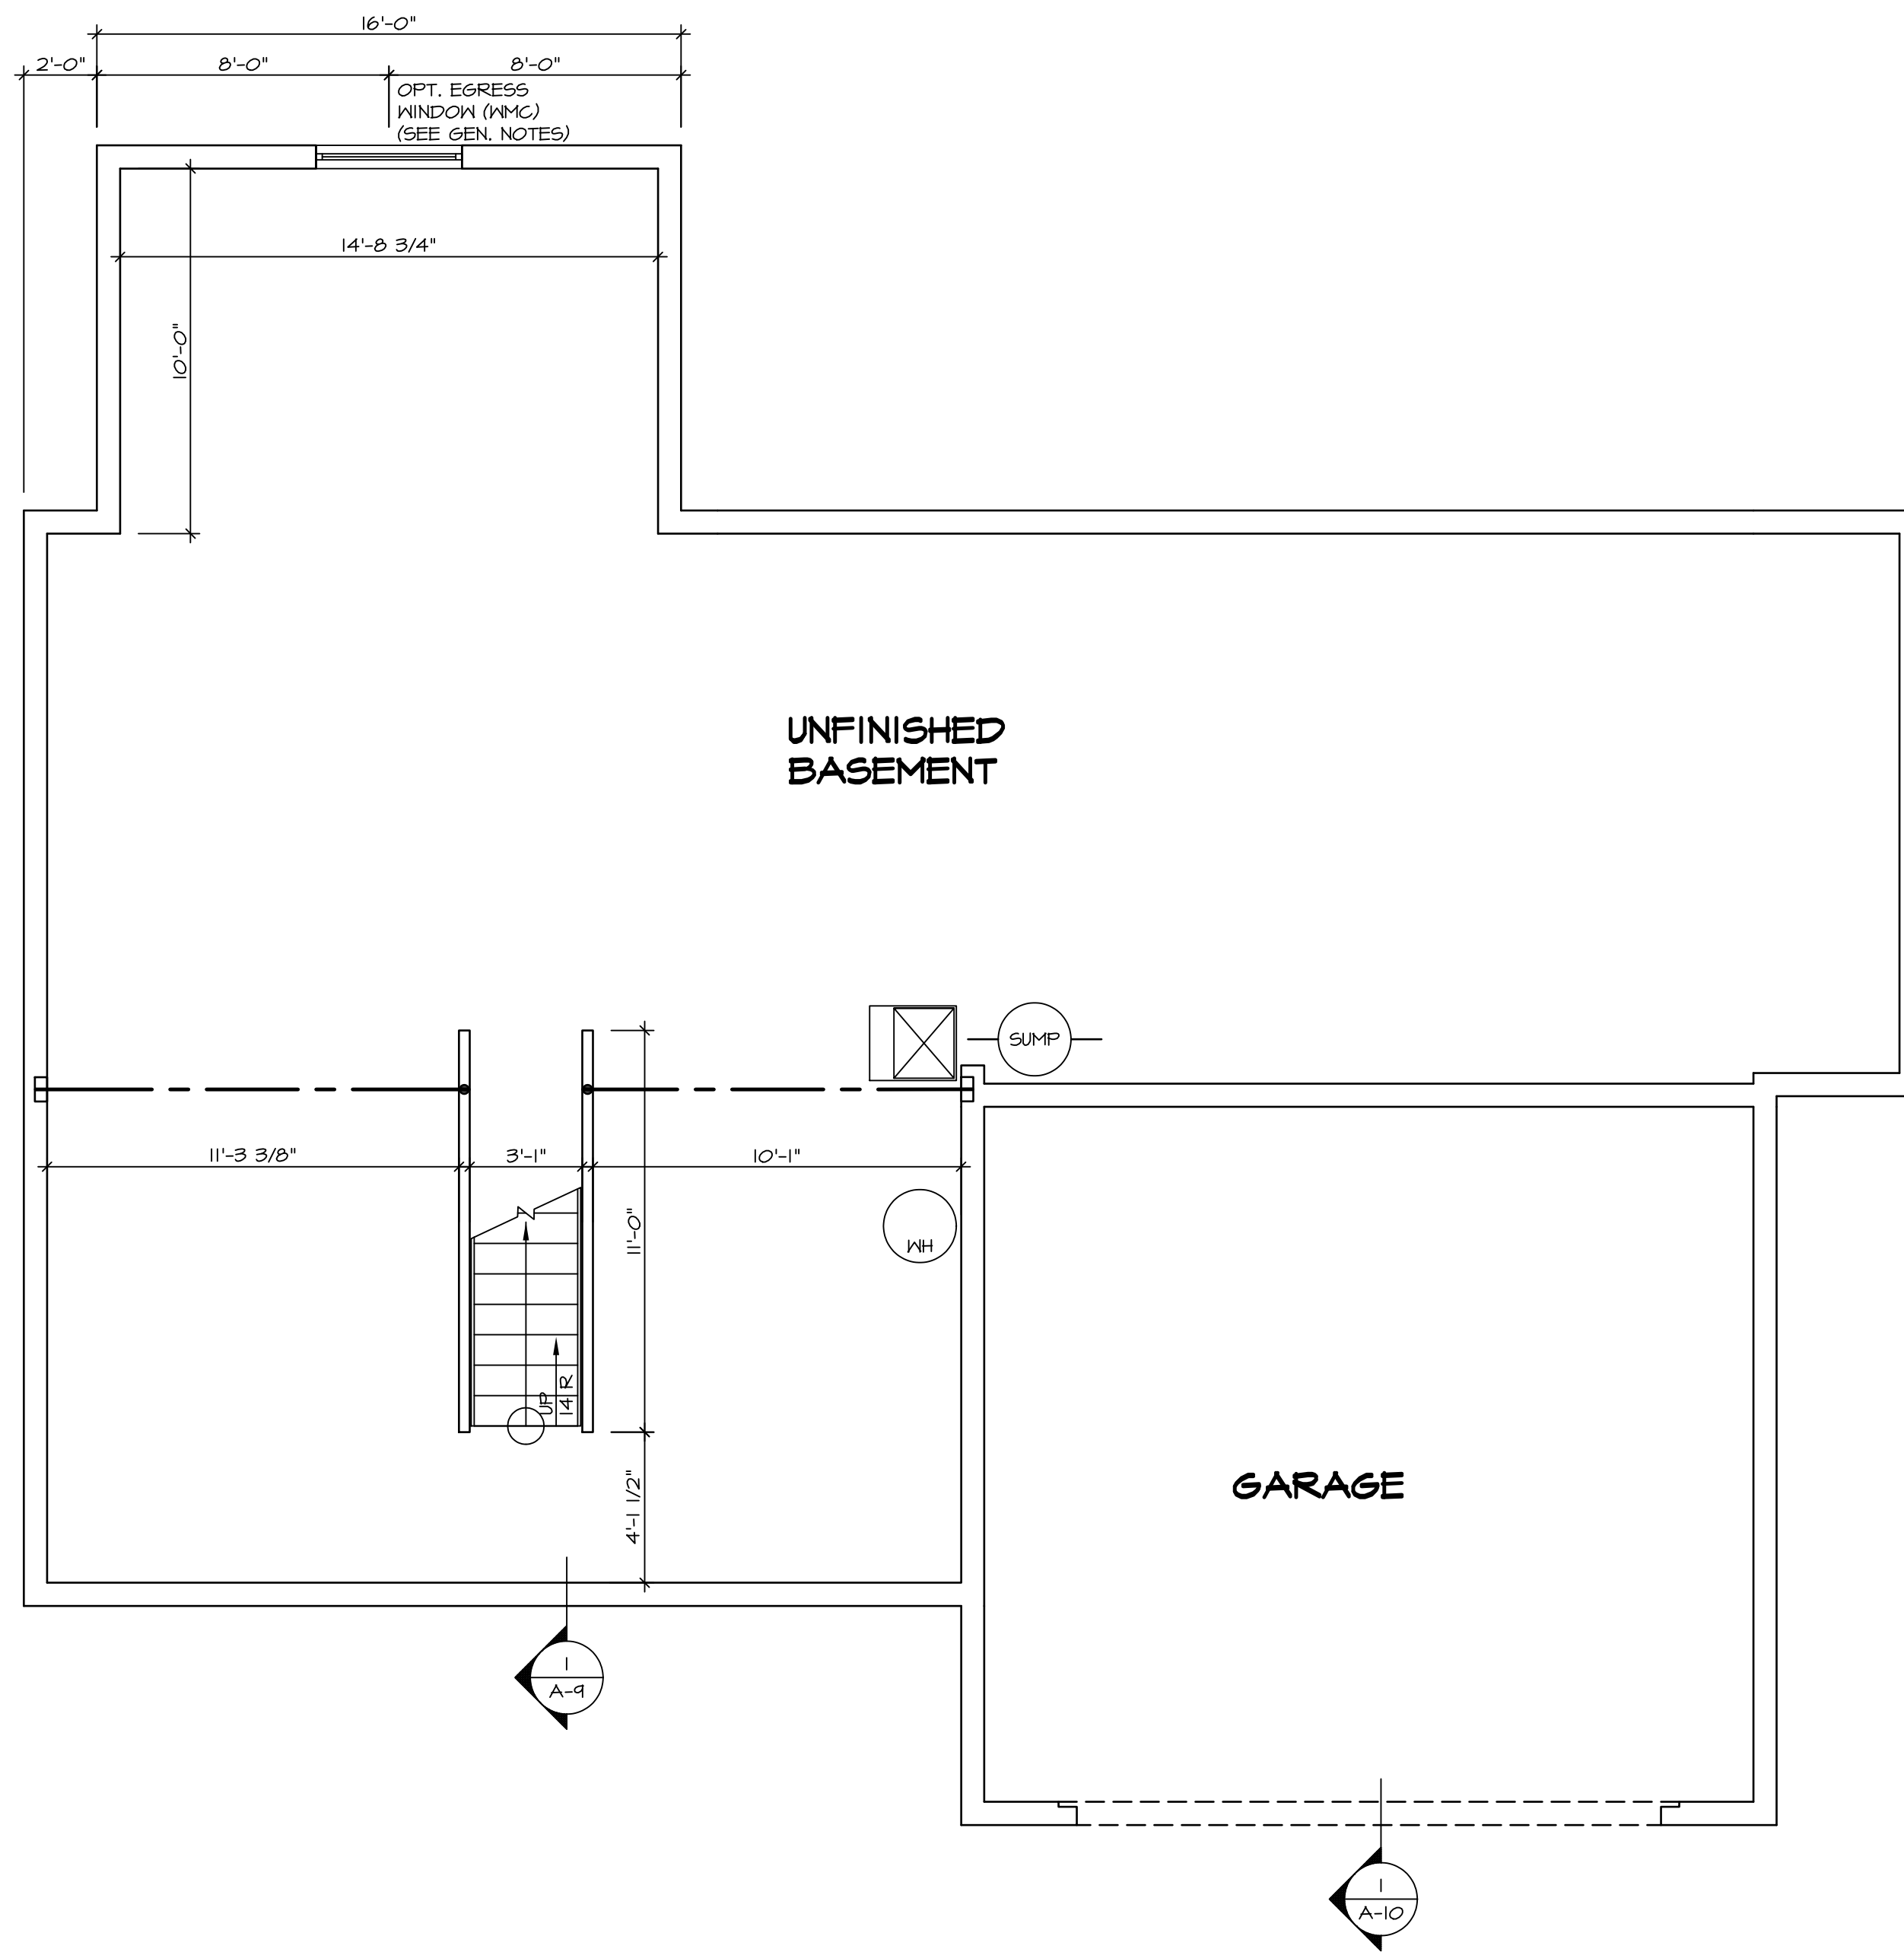 16'-0"
2'-0"
8'-0"
8'-0"
OPT. EGRESS
WINDOW (WMC)
(SEE GEN. NOTES)
14'-8 3/4"
10'-0"
UNFINISHED
BASEMENT
SUMP
11'-3 3/8"
3'-1"
10'-1"
11'-0"
WH
UP
14 R
4'-1 1/2"
GARAGE
1
A-9
1
A-10